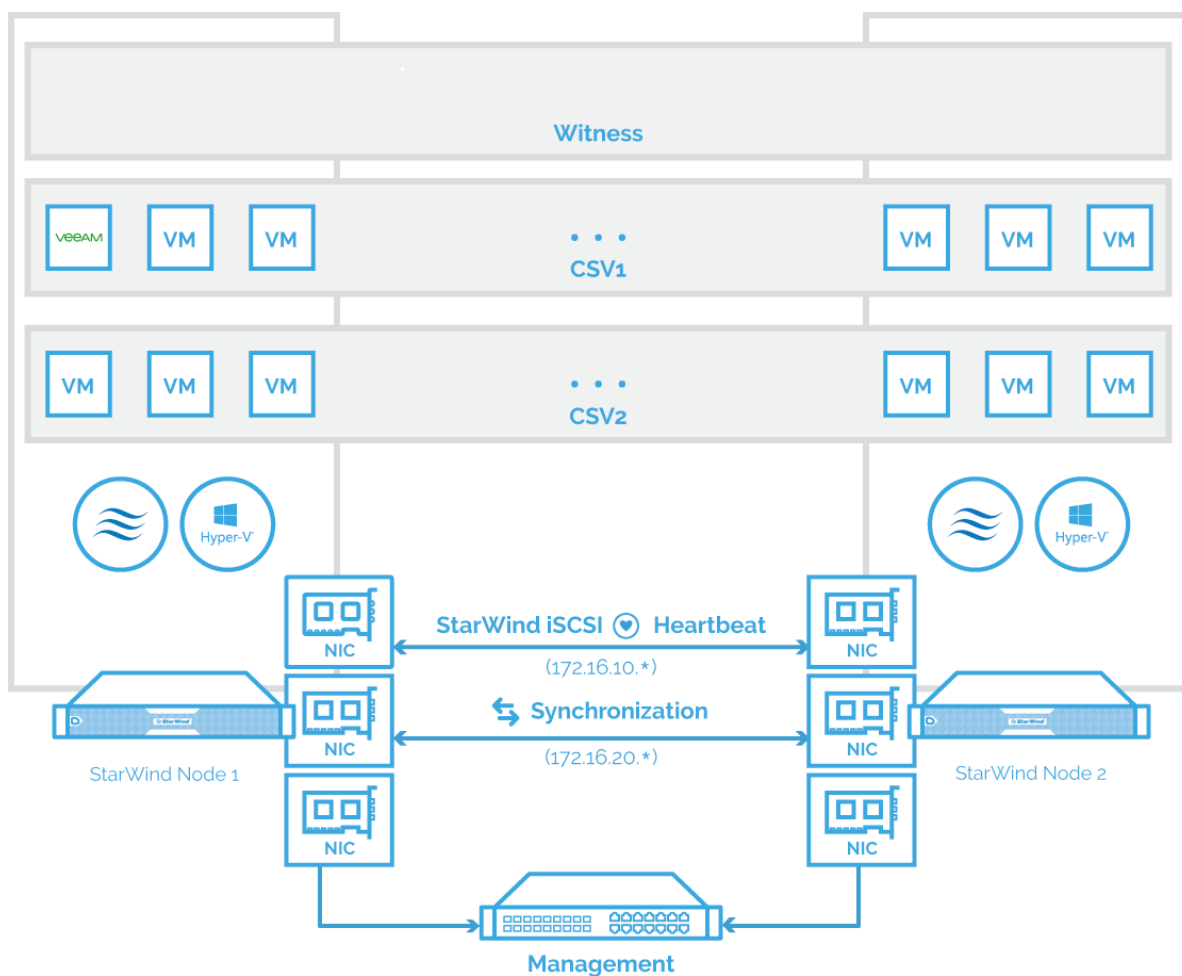 Witness
veeam VM VM ... VM VM VM
CSV1
VM VM VM ... VM VM VM
CSV2
Hyper-V
Hyper-V
StarWind iSCSI Heartbeat
NIC NIC
(172.16.10.*)
Synchronization
StarWind StarWind
NIC NIC
(172.16.20.*)
StarWind Node 1 StarWind Node 2
NIC NIC
Management